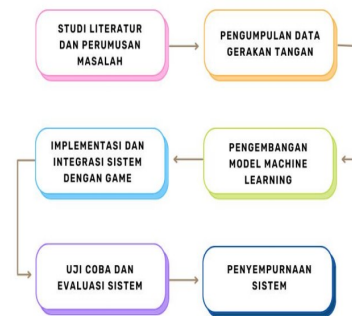 STUDI LITERATUR
DAN PERUMUSAN
MASALAH
PENGUMPULAN DATA
GERAKAN TANGAN
PENGEMBANGAN
MODEL MACHINE
LEARNING
IMPLEMENTASI DAN
INTEGRASI SISTEM
DENGAN GAME
UJI COBA DAN
EVALUASI SISTEM
PENYEMPURNAAN
SISTEM